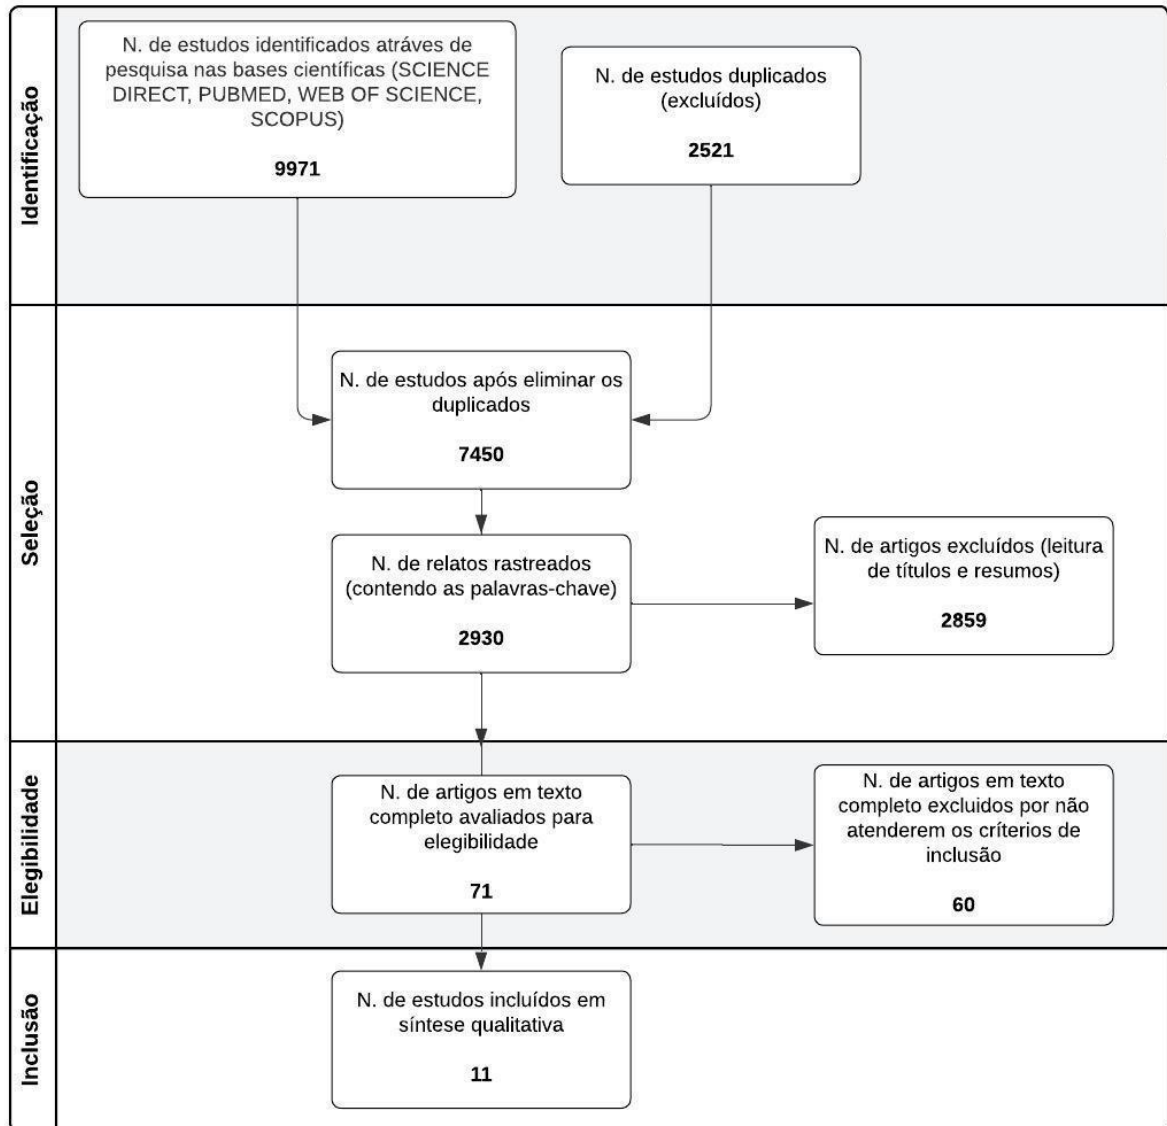 Identificação
N. de estudos identificados atráves de
pesquisa nas bases científicas (SCIENCE
DIRECT, PUBMED, WEB OF SCIENCE,
SCOPUS)
9971
N. de estudos duplicados
(excluídos)
2521
Seleção
N. de estudos após eliminar os
duplicados
7450
N. de relatos rastreados
(contendo as palavras-chave)
2930
N. de artigos excluídos (leitura
de títulos e resumos)
2859
Elegibilidade
N. de artigos em texto
completo avaliados para
elegibilidade
71
N. de artigos em texto
completo excluidos por não
atenderem os críterios de
inclusão
60
Inclusão
N. de estudos incluídos em
síntese qualitativa
11